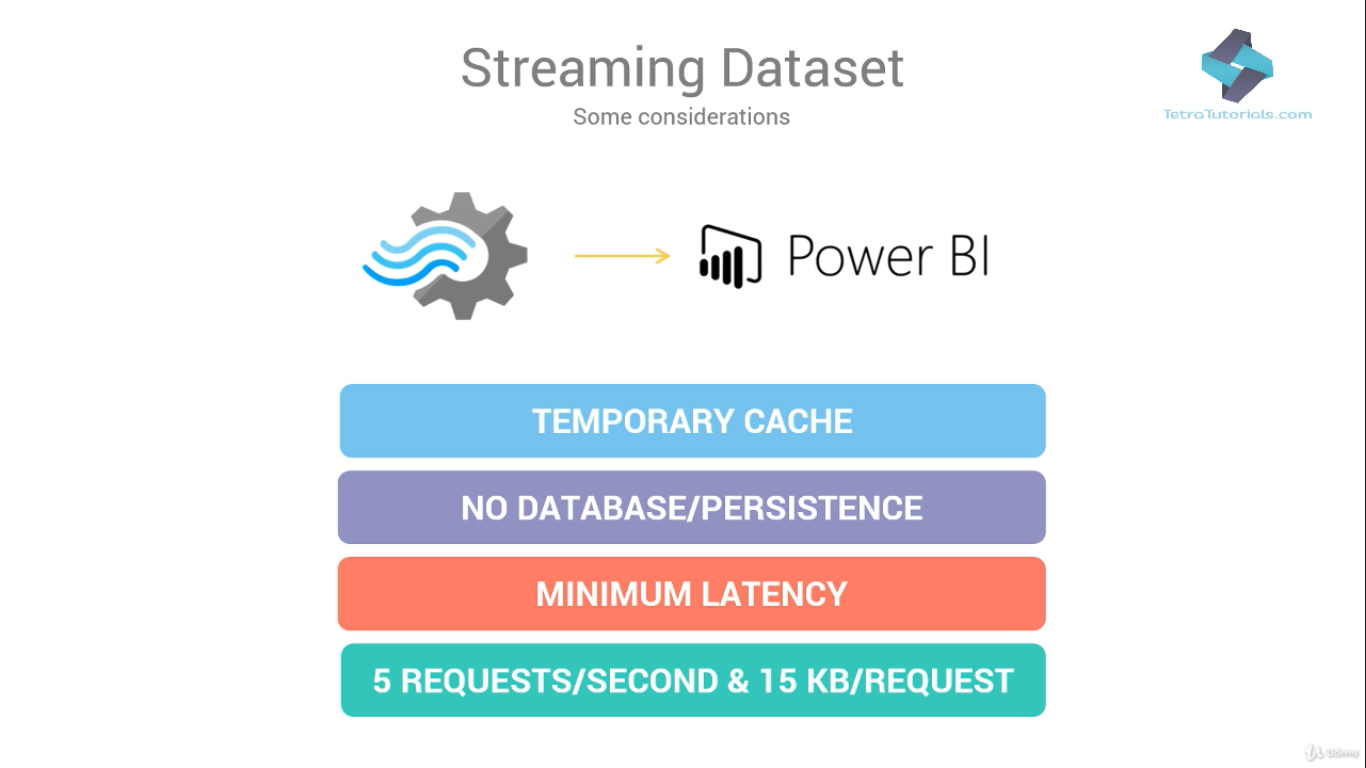 Streaming Dataset
Some considerations
TetraTutorials.com
Power BI
TEMPORARY CACHE
NO DATABASE/PERSISTENCE
MINIMUM LATENCY
5 REQUESTS/SECOND & 15 KB/REQUEST
Udemy